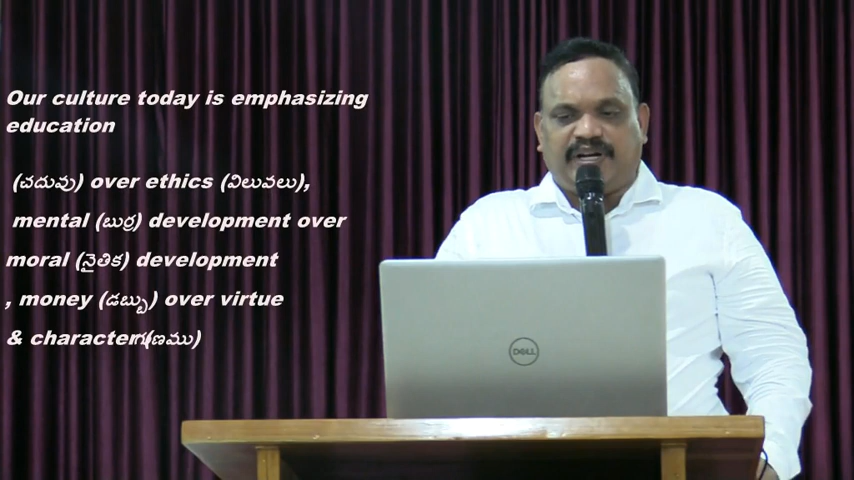 Our culture today is emphasizing
education
(చదువు) over ethics (విలువలు),
mental (బుర్ర) development over
moral (నైతిక) development
, money (డబ్బు) over virtue
& character (గుణము)
DELL